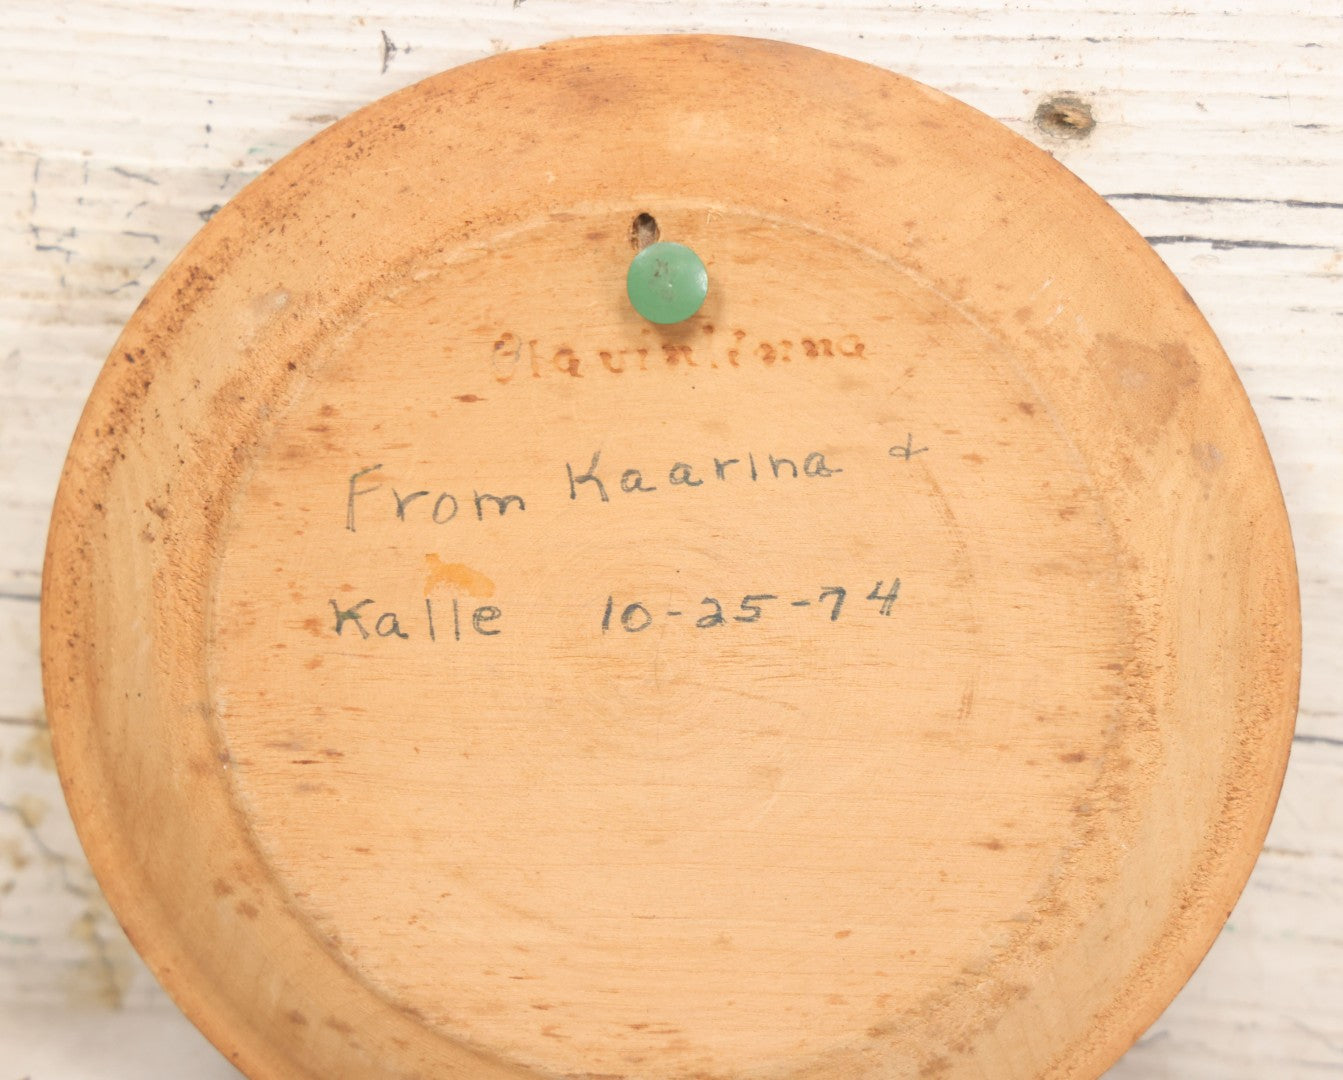 From Kaarina &
Kalle 10-25-74